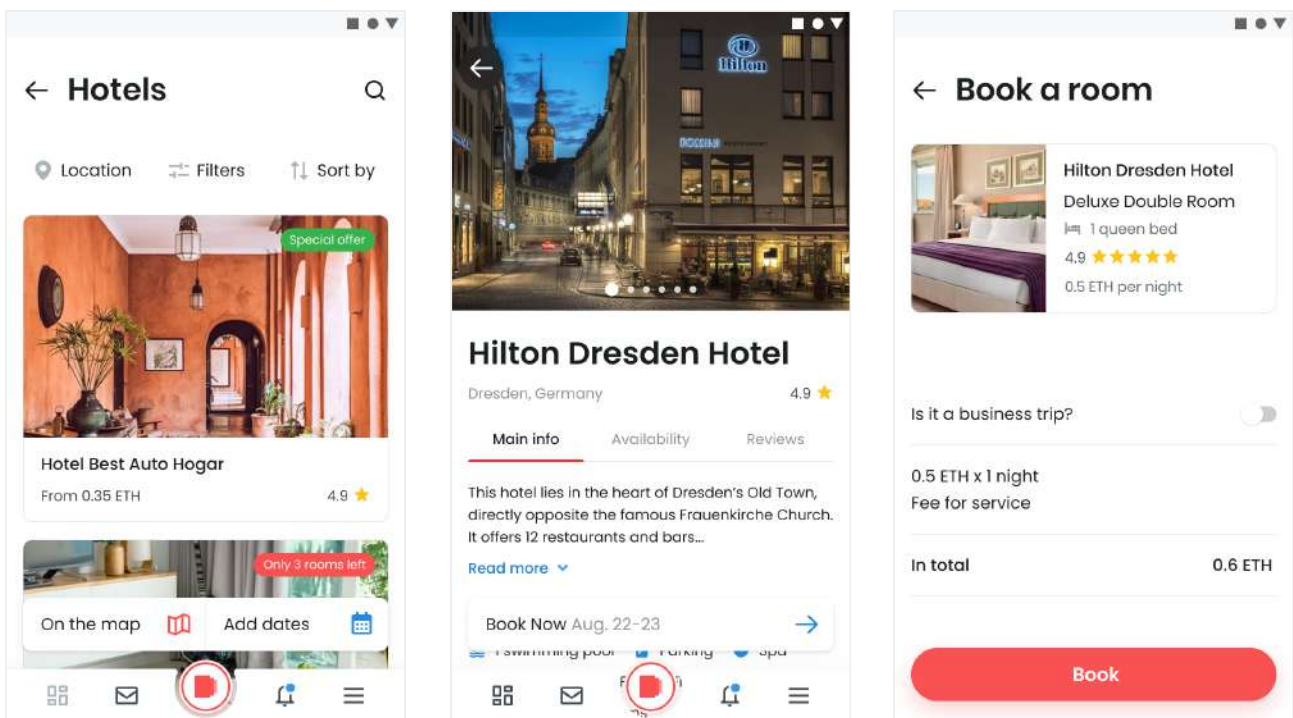 Hotels
Location
Filters
Sort by
Special offer
Hotel Best Auto Hogar
From 0.35 ETH
4.9
Only 3 rooms left
On the map
Add dates
Hilton
Hilton Dresden Hotel
Dresden, Germany
4.9
Main info
Availability
Reviews
This hotel lies in the heart of Dresden's Old Town,
directly opposite the famous Frauenkirche Church.
It offers 12 restaurants and bars...
Read more
Book Now Aug. 22-23
1 swimming pool
Parking
Spa
Book a room
Hilton Dresden Hotel
Deluxe Double Room
1 queen bed
4.9
0.5 ETH per night
Is it a business trip?
0.5 ETH x 1 night
Fee for service
In total
0.6 ETH
Book